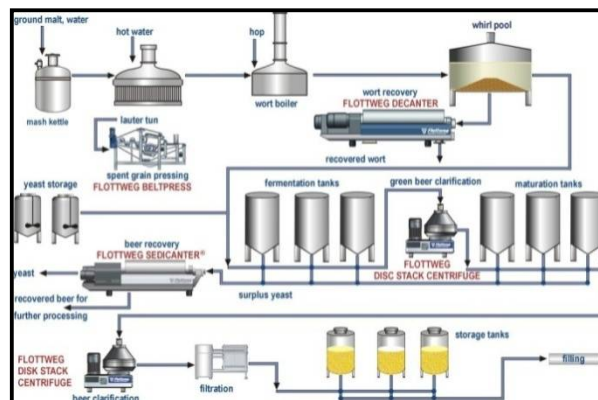 ground malt, water
hot water
hop
whirl pool
mash kettle
wort boiler
wort recovery
FLOTTWEG DECANTER
lauter tun
spent grain pressing
FLOTTWEG BELTPRESS
recovered wort
yeast storage
fermentation tanks
green beer clarification
maturation tanks
FLOTTWEG
DISC STACK CENTRIFUGE
beer recovery
FLOTTWEG SEDICANTER®
yeast
surplus yeast
recovered beer for
further processing
FLOTTWEG
DISK STACK
CENTRIFUGE
beer clarification
filtration
storage tanks
filling